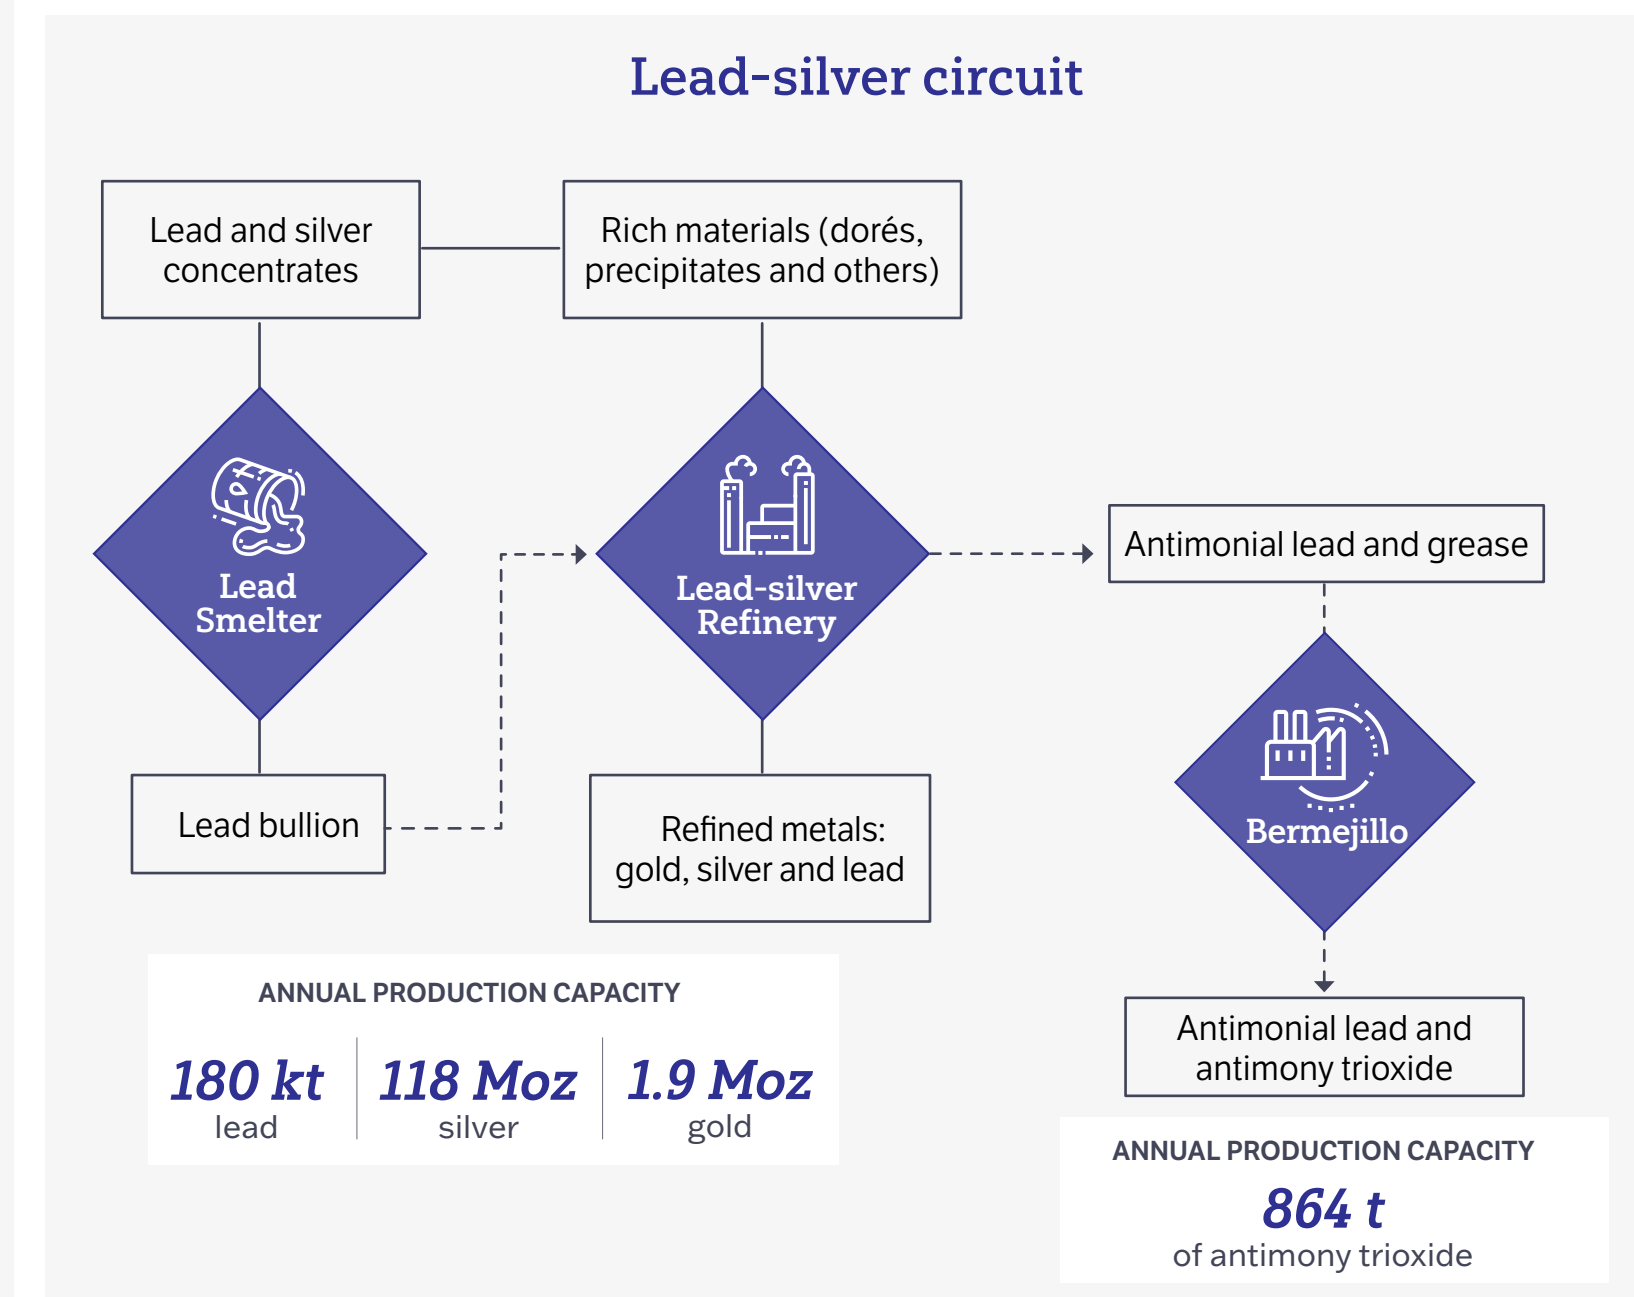 Lead-silver circuit
Lead and silver
concentrates
Rich materials (dorés,
precipitates and others)
Lead
Smelter
Lead-silver
Refinery
Antimonial lead and grease
Lead bullion
Refined metals:
gold, silver and lead
Bermejillo
Antimonial lead and
antimony trioxide
ANNUAL PRODUCTION CAPACITY
180 kt
lead
118 Moz
silver
1.9 Moz
gold
ANNUAL PRODUCTION CAPACITY
864 t
of antimony trioxide